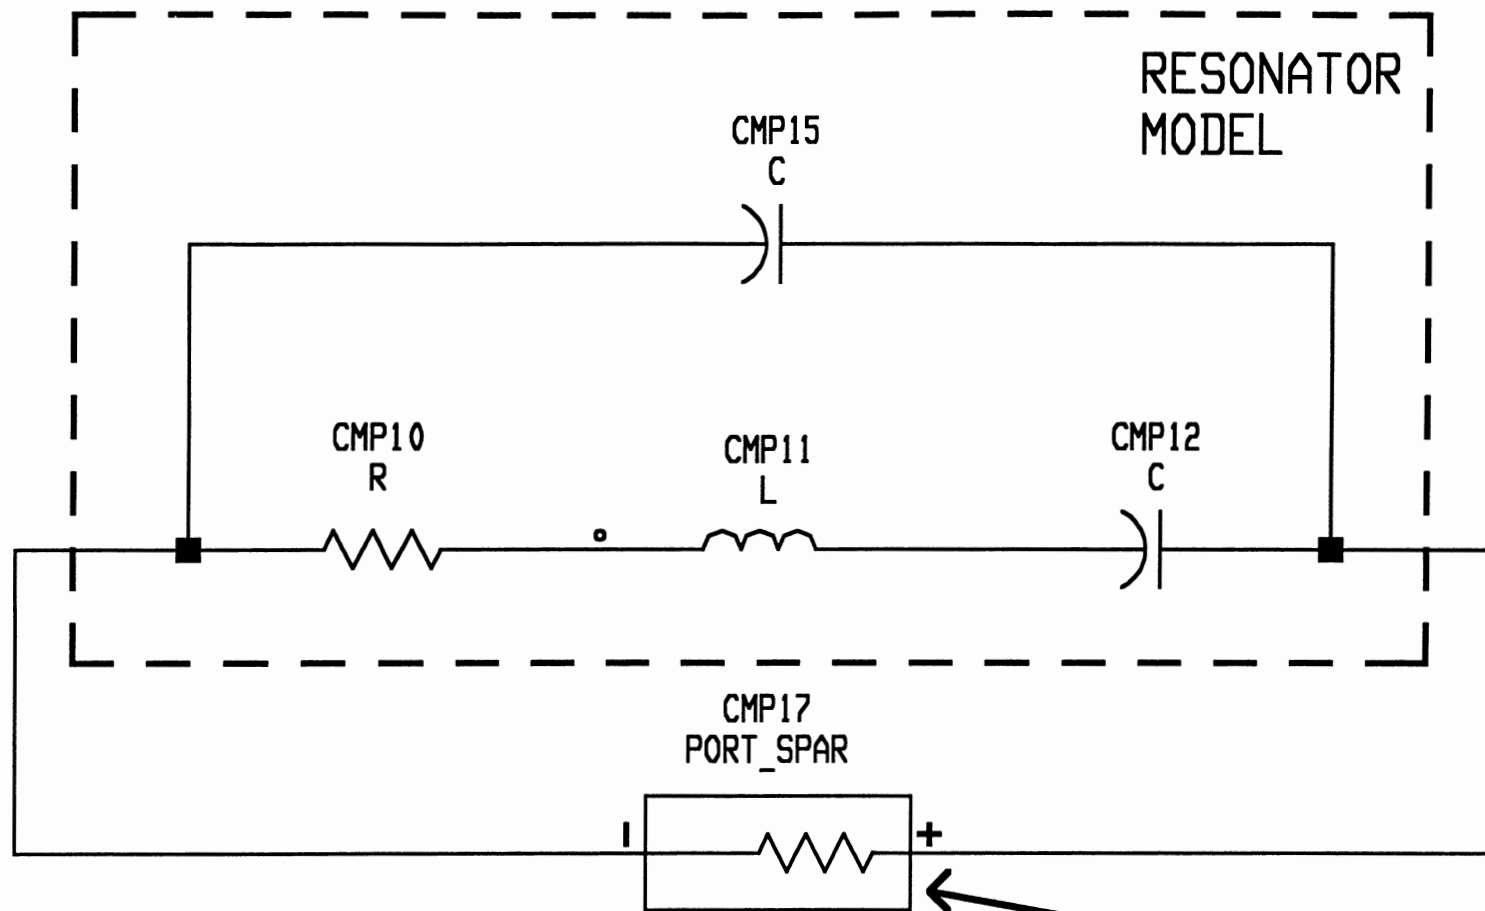 RESONATOR
MODEL
CMP15
C
CMP10
R
CMP11
L
CMP12
C
CMP17
PORT_SPAR
- +